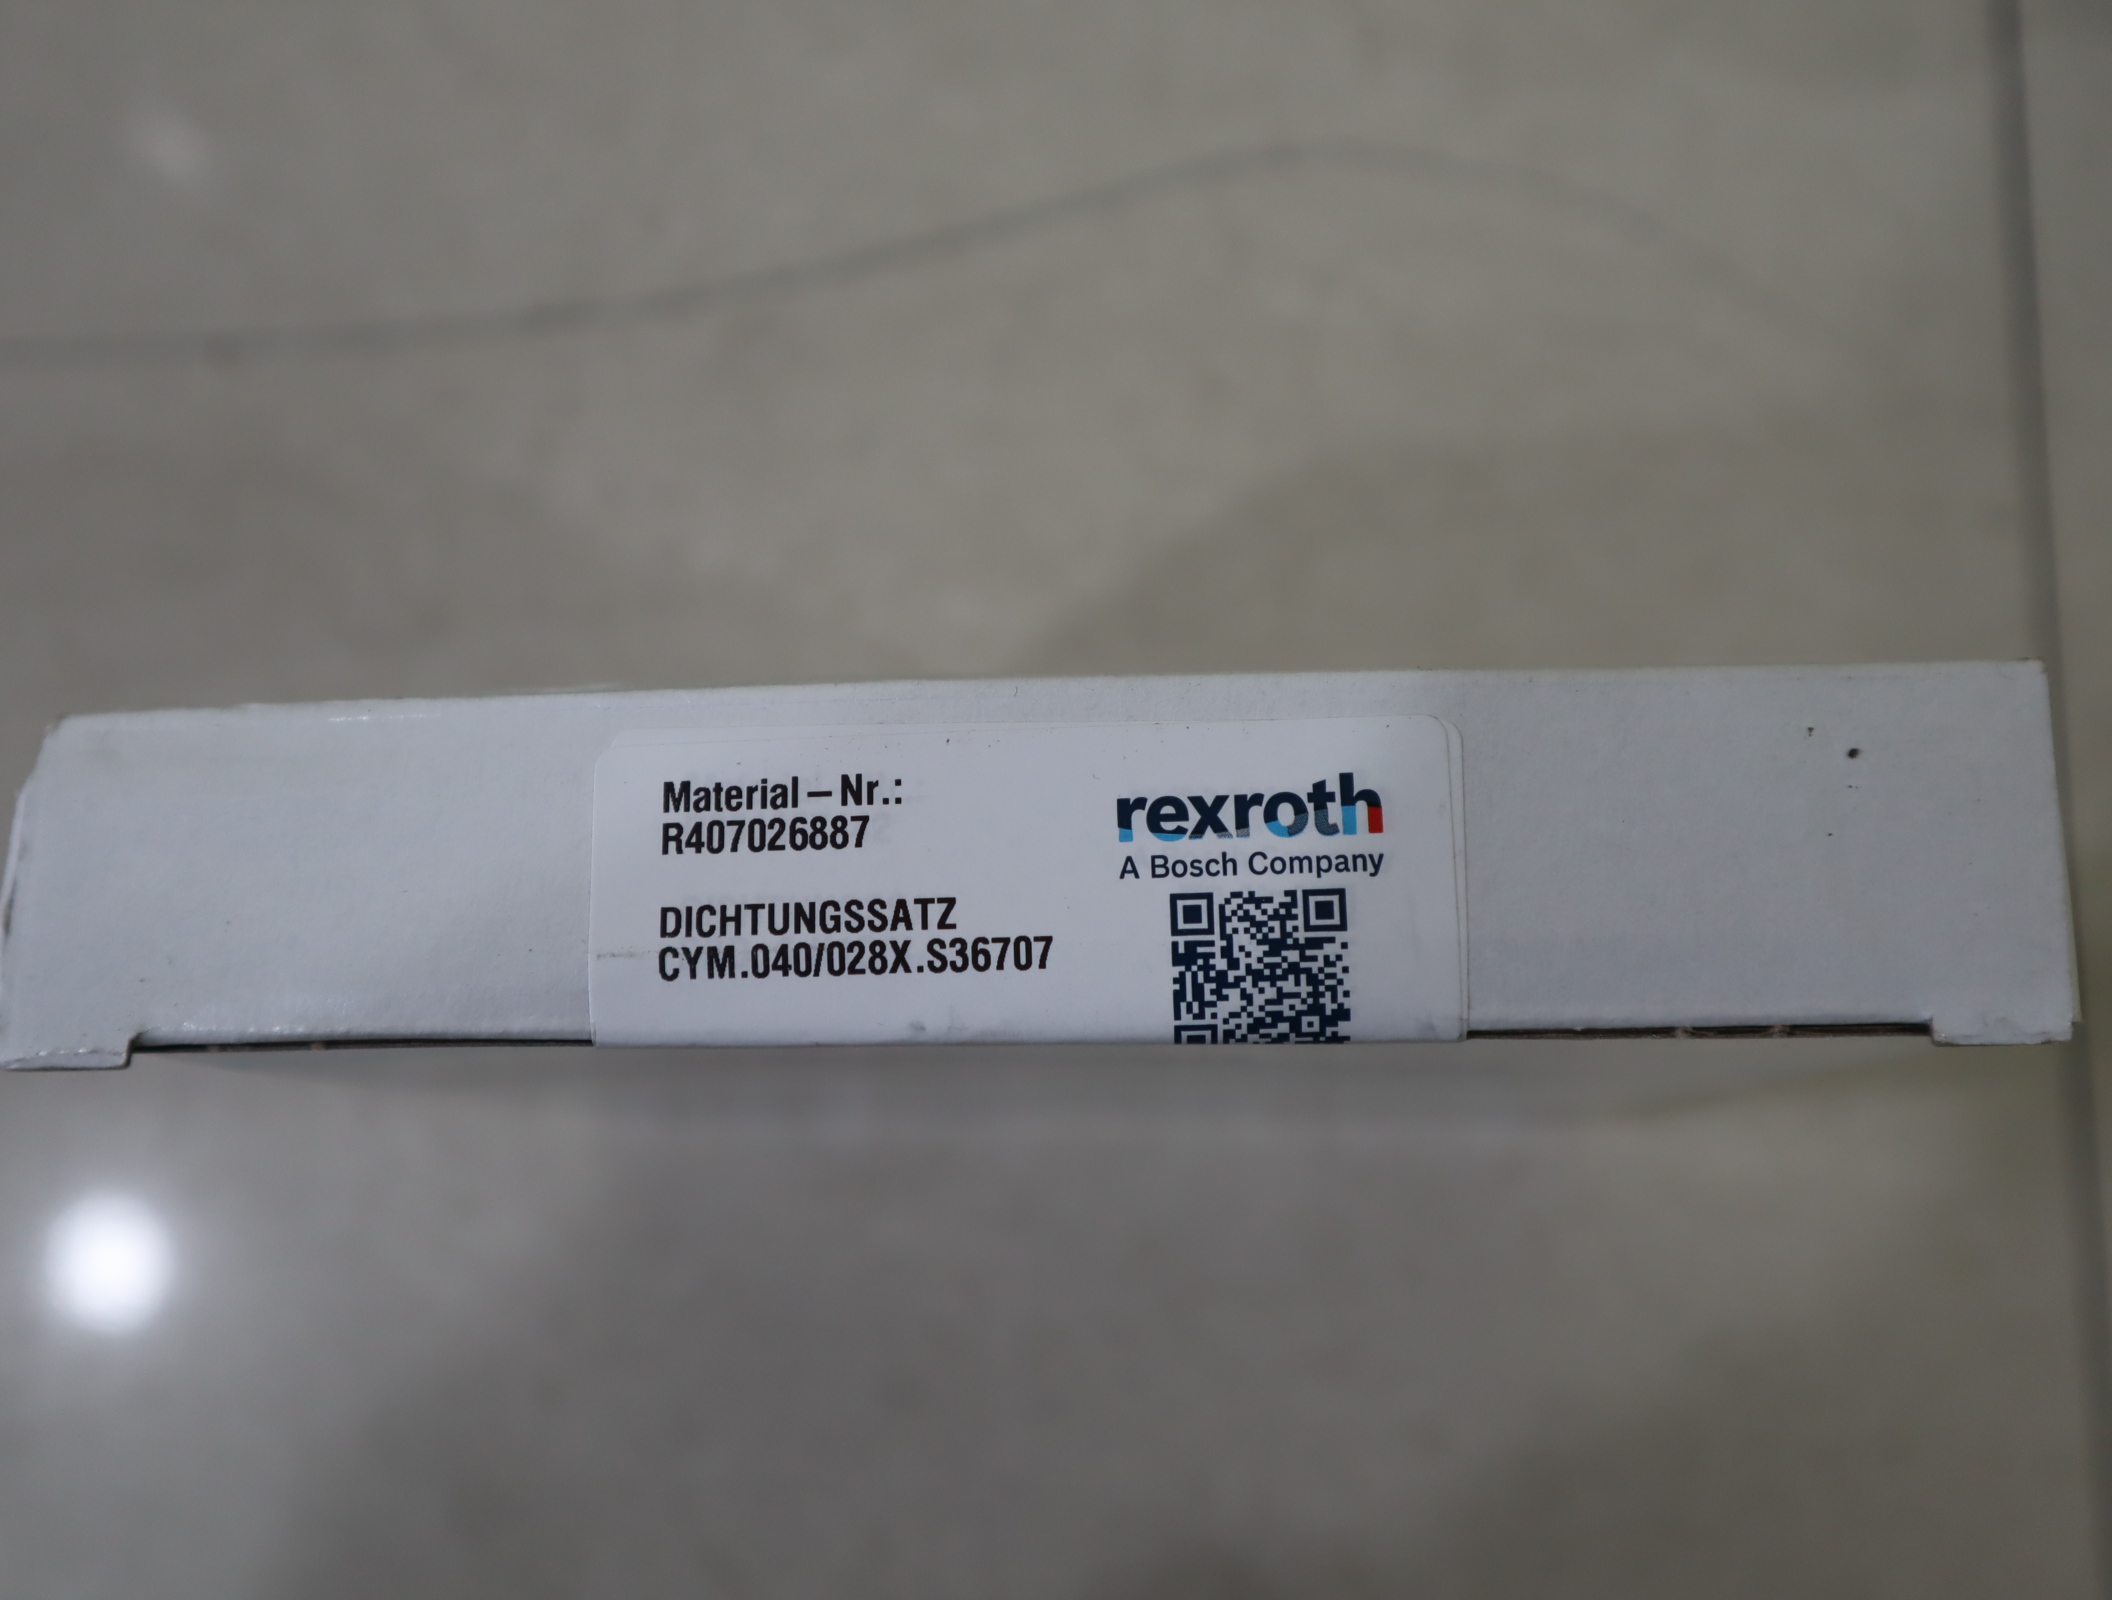 Material – Nr.:
R407026887
DICHTUNGSSATZ
CYM.040/028X.S36707
rexroth
A Bosch Company